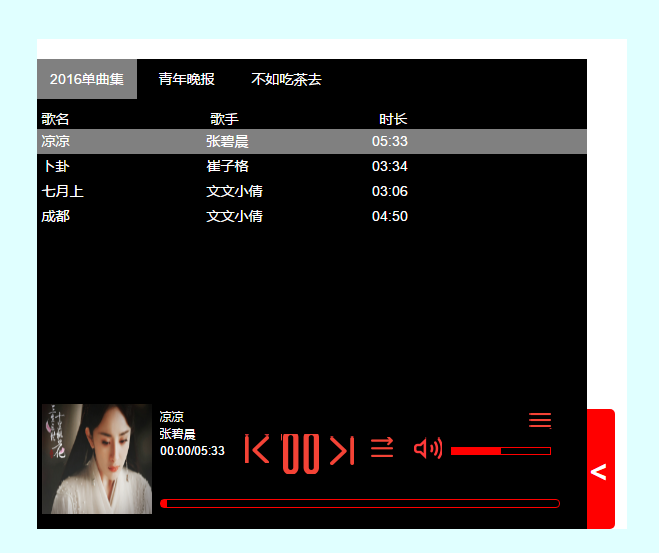 2016单曲集 青年晚报 不如吃茶去
歌名 歌手 时长
凉凉 张碧晨 05:33
卜卦 崔子格 03:34
七月上 文文小倩 03:06
成都 文文小倩 04:50
凉凉
张碧晨
00:00/05:33
<